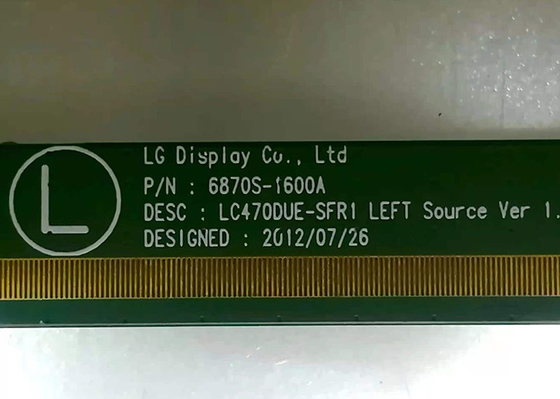 L
LG Display Co., Ltd
P/N : 6870S-1600A
DESC : LC470DUE-SFR1 LEFT Source Ver 1.
DESIGNED : 2012/07/26